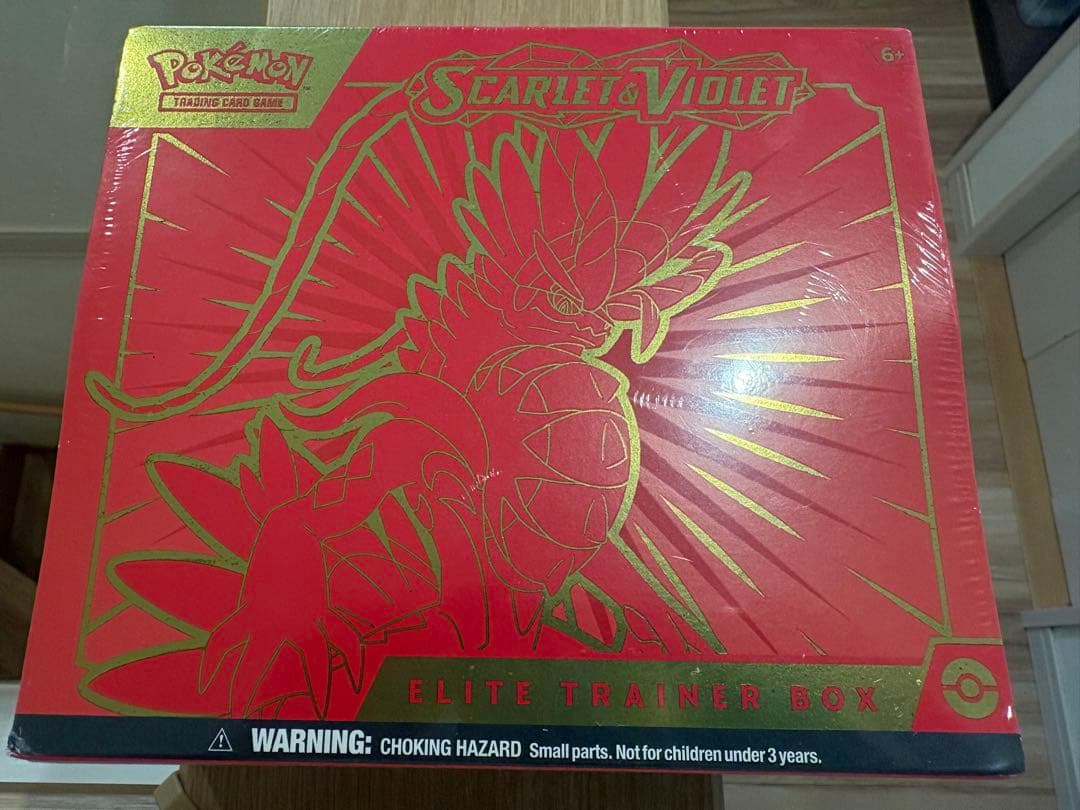 POKÉMON
TRADING CARD GAME
SCARLET & VIOLET
6+
ELITE TRAINER BOX
WARNING: CHOKING HAZARD Small parts. Not for children under 3 years.